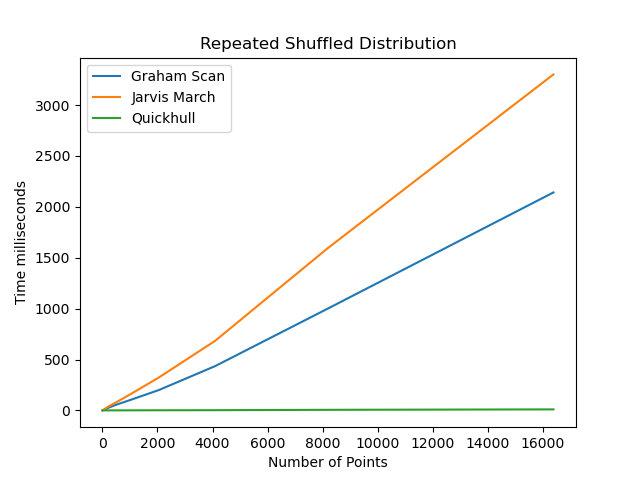 Repeated Shuffled Distribution
Graham Scan
Jarvis March
Quickhull
Time milliseconds
3000
2500
2000
1500
1000
500
0
0 2000 4000 6000 8000 10000 12000 14000 16000
Number of Points